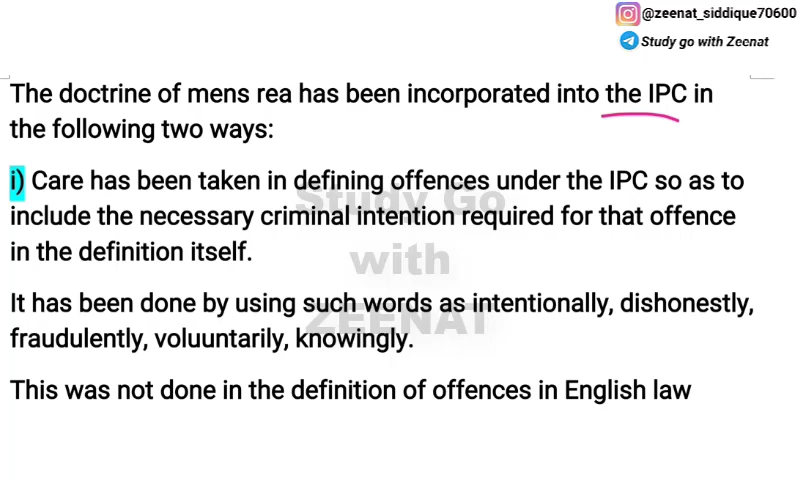 @zeenat_siddique70600
Study go with Zeenat
The doctrine of mens rea has been incorporated into the IPC in
the following two ways:
i) Care has been taken in defining offences under the IPC so as to
include the necessary criminal intention required for that offence
in the definition itself.
Study Go
with
ZEENAT
It has been done by using such words as intentionally, dishonestly,
fraudulently, voluuntarily, knowingly.
This was not done in the definition of offences in English law